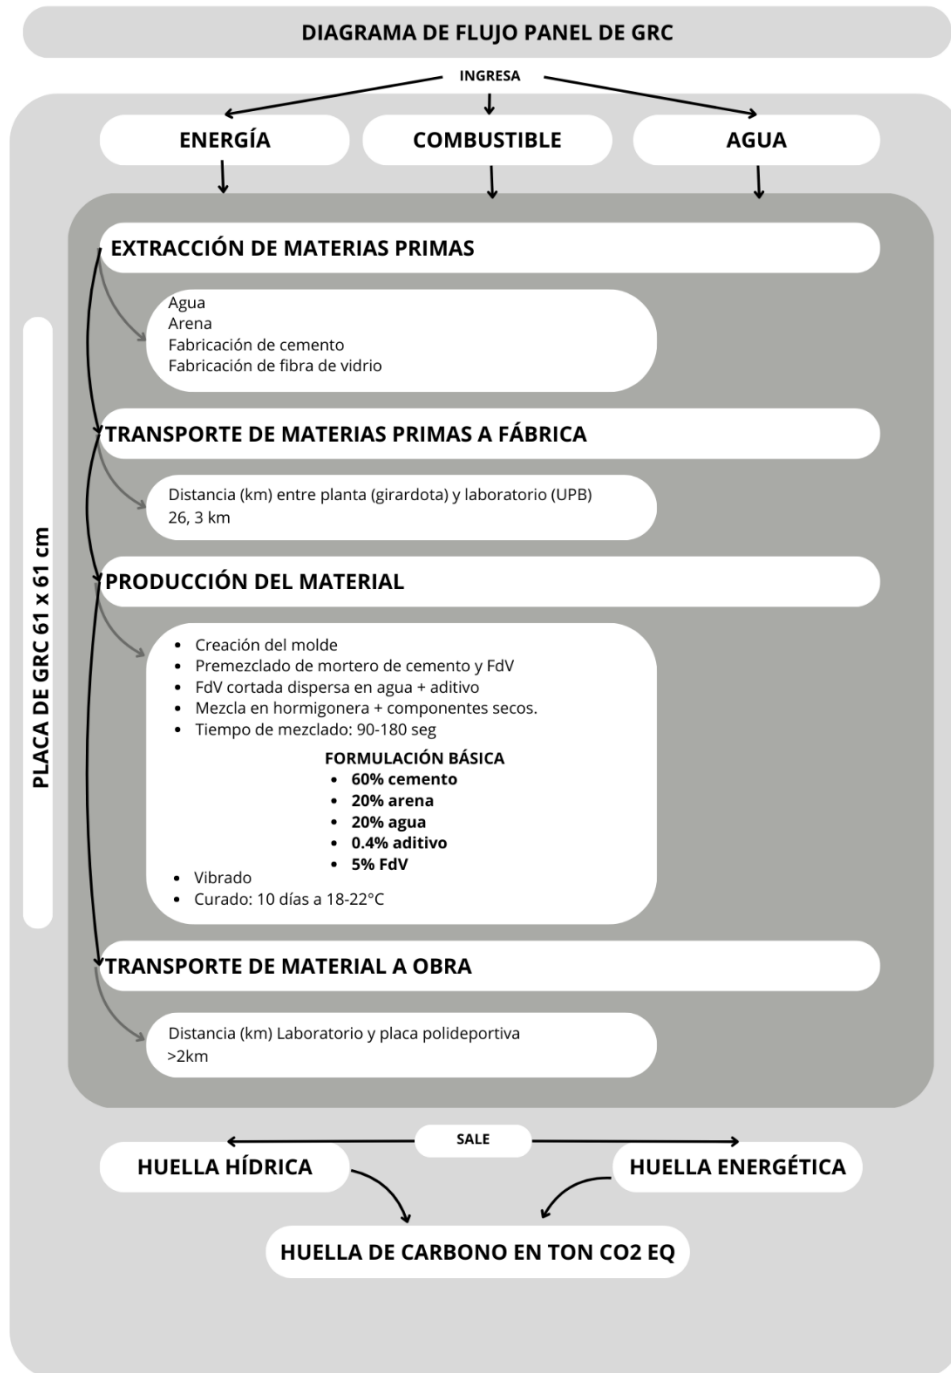 DIAGRAMA DE FLUJO PANEL DE GRC
INGRESA
ENERGÍA
COMBUSTIBLE
AGUA
EXTRACCIÓN DE MATERIAS PRIMAS
Agua
Arena
Fabricación de cemento
Fabricación de fibra de vidrio
TRANSPORTE DE MATERIAS PRIMAS A FÁBRICA
Distancia (km) entre planta (girardota) y laboratorio (UPB)
26, 3 km
PLACA DE GRC 61 x 61 cm
PRODUCCIÓN DEL MATERIAL
• Creación del molde
• Premezclado de mortero de cemento y FdV
• FdV cortada dispersa en agua + aditivo
• Mezcla en hormigonera + componentes secos.
• Tiempo de mezclado: 90-180 seg
FORMULACIÓN BÁSICA
• 60% cemento
• 20% arena
• 20% agua
• 0.4% aditivo
• 5% FdV
• Vibrado
• Curado: 10 días a 18-22°C
TRANSPORTE DE MATERIAL A OBRA
Distancia (km) Laboratorio y placa polideportiva
>2km
SALE
HUELLA HÍDRICA
HUELLA ENERGÉTICA
HUELLA DE CARBONO EN TON CO2 EQ